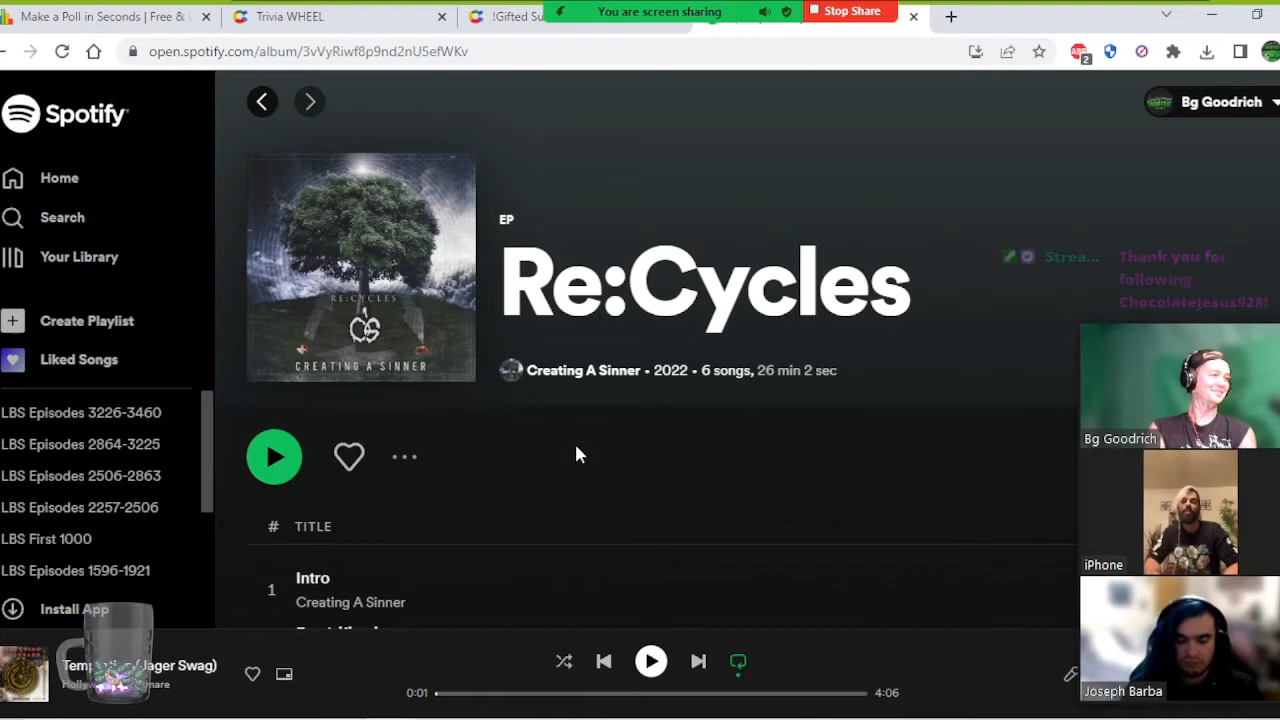 Make a Poll in Seconds | Free &
Trivia WHEEL
!Gifted Su
You are screen sharing
Stop Share
open.spotify.com/album/3vVyRiwf8p9nd2nU5efWKv
2
Spotify
Bg Goodrich
Home
Search
Your Library
Create Playlist
Liked Songs
LBS Episodes 3226-3460
LBS Episodes 2864-3225
LBS Episodes 2506-2863
LBS Episodes 2257-2506
LBS First 1000
LBS Episodes 1596-1921
Install App
RE:CYCLES
CREATING A SINNER
EP
Re:Cycles
Creating A Sinner • 2022 • 6 songs, 26 min 2 sec
Strea...
Thank you for
following
ChocolateJesus928!
# TITLE
1
Intro
Creating A Sinner
Bg Goodrich
iPhone
Joseph Barba
Jager Swag)
0:01
4:06